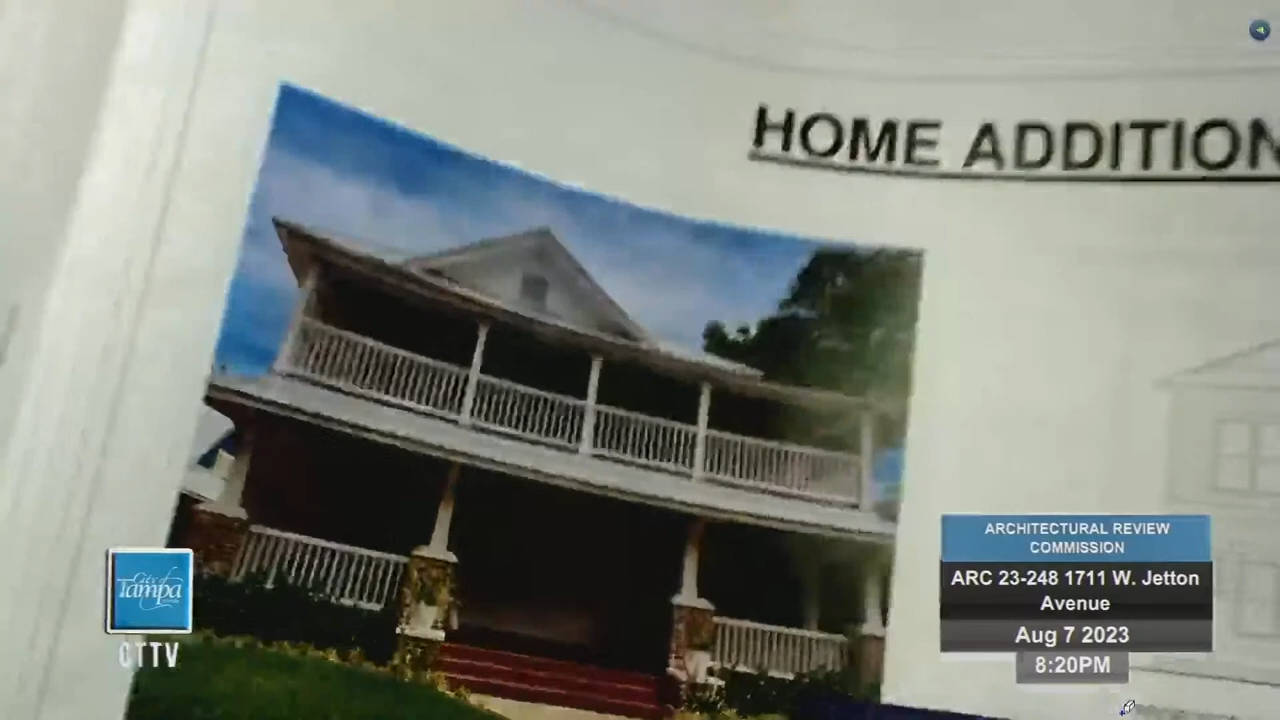 HOME ADDITION
ARCHITECTURAL REVIEW
COMMISSION
ARC 23-248 1711 W. Jetton
Avenue
Aug 7 2023
8:20PM
City of
Tampa
CTTV